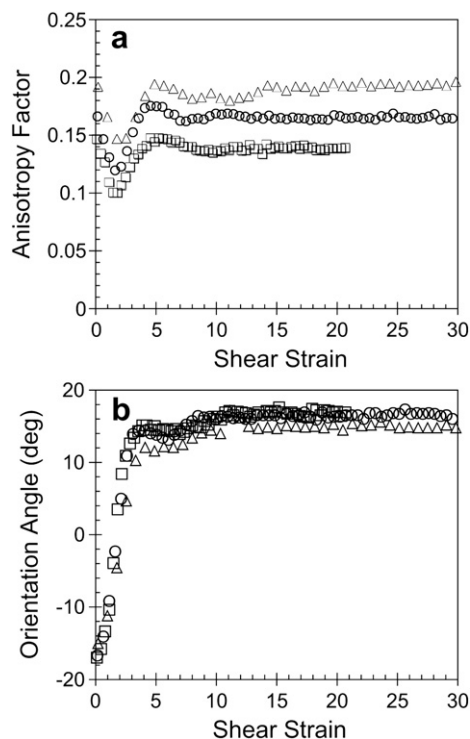 a
0.25
0.2
0.15
0.1
0.05
0
Anisotropy Factor
0 5 10 15 20 25 30
Shear Strain
b
20
10
0
-10
-20
Orientation Angle (deg)
0 5 10 15 20 25 30
Shear Strain